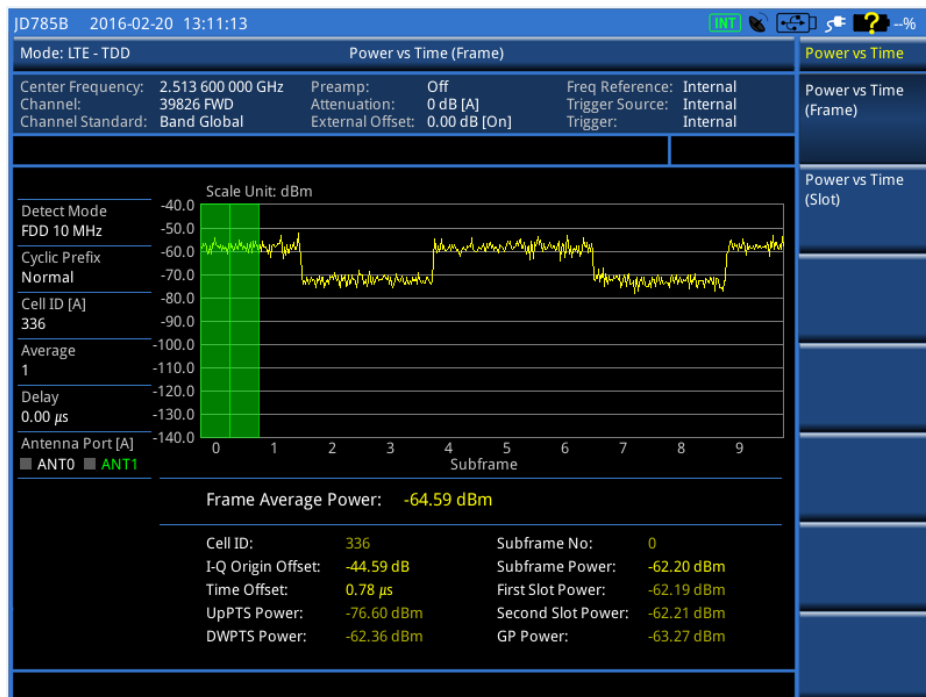 JD785B 2016-02-20 13:11:13 INT ? --%
Mode: LTE - TDD Power vs Time (Frame) Power vs Time
Center Frequency: 2.513 600 000 GHz Preamp: Off Freq Reference: Internal
Channel: 39826 FWD Attenuation: 0 dB [A] Trigger Source: Internal
Channel Standard: Band Global External Offset: 0.00 dB [On] Trigger: Internal
Power vs Time
(Frame)
Power vs Time
(Slot)
Scale Unit: dBm
Detect Mode
FDD 10 MHz
Cyclic Prefix
Normal
Cell ID [A]
336
Average
1
Delay
0.00 µs
Antenna Port [A]
ANT0 ANT1
-40.0
-50.0
-60.0
-70.0
-80.0
-90.0
-100.0
-110.0
-120.0
-130.0
-140.0
0 1 2 3 4 5 6 7 8 9
Subframe
Frame Average Power: -64.59 dBm
Cell ID: 336 Subframe No: 0
I-Q Origin Offset: -44.59 dB Subframe Power: -62.20 dBm
Time Offset: 0.78 µs First Slot Power: -62.19 dBm
UpPTS Power: -76.60 dBm Second Slot Power: -62.21 dBm
DWPTS Power: -62.36 dBm GP Power: -63.27 dBm